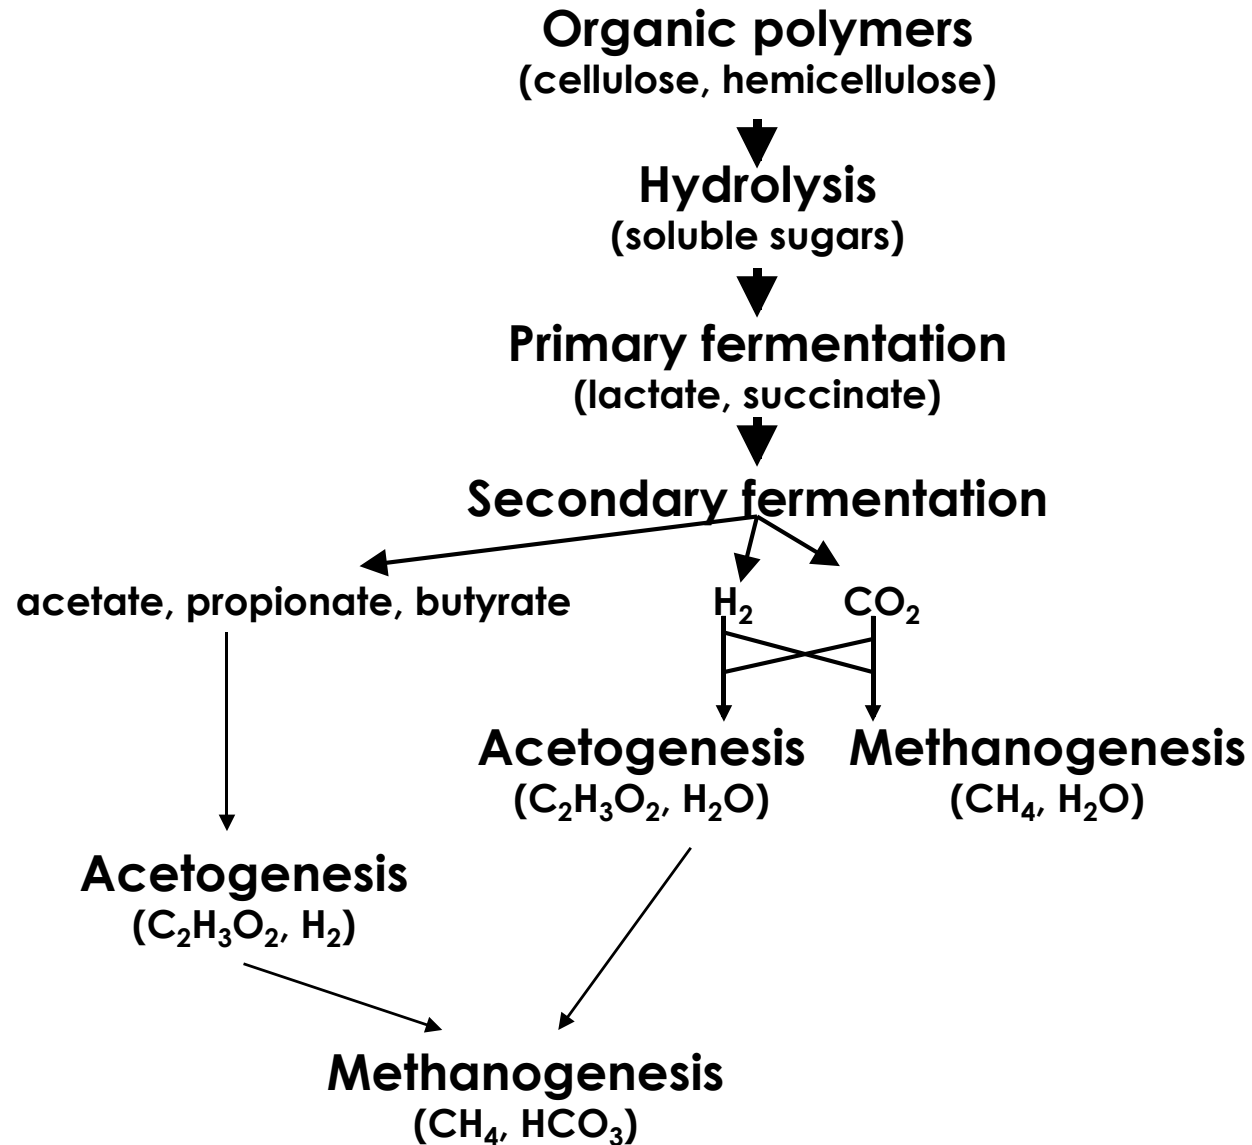 Organic polymers
(cellulose, hemicellulose)
Hydrolysis
(soluble sugars)
Primary fermentation
(lactate, succinate)
Secondary fermentation
acetate, propionate, butyrate
H₂
CO₂
Acetogenesis
(C₂H₃O₂, H₂O)
Methanogenesis
(CH₄, H₂O)
Acetogenesis
(C₂H₃O₂, H₂)
Methanogenesis
(CH₄, HCO₃)